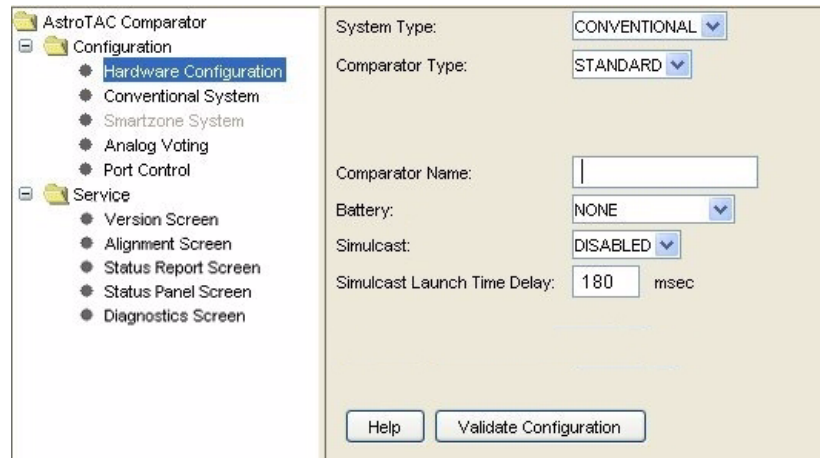 AstroTAC Comparator
Configuration
Hardware Configuration
Conventional System
Smartzone System
Analog Voting
Port Control
Service
Version Screen
Alignment Screen
Status Report Screen
Status Panel Screen
Diagnostics Screen
System Type: CONVENTIONAL
Comparator Type: STANDARD
Comparator Name:
Battery: NONE
Simulcast: DISABLED
Simulcast Launch Time Delay: 180 msec
Help Validate Configuration